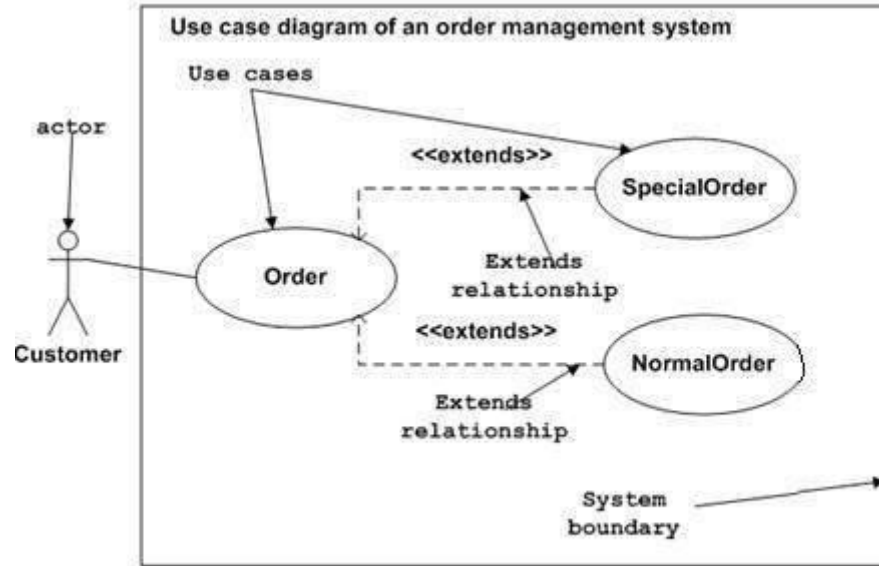 Use case diagram of an order management system
Use cases
actor
<<extends>>
SpecialOrder
Order
Extends
relationship
Customer
<<extends>>
NormalOrder
Extends
relationship
System
boundary